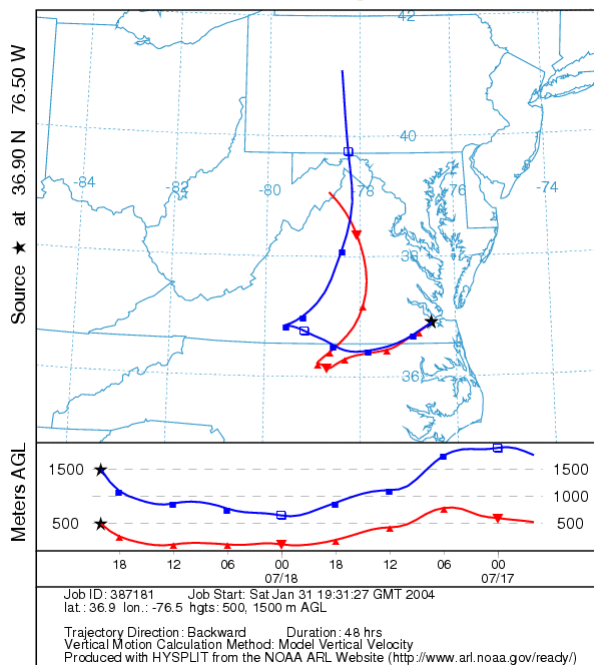 Source ★ at 36.90 N 76.50 W
42
40
-84
-82
-80
-78
-76
-74
36
Meters AGL
1500 1500
1000
500 500
18 12 06 00 18 12 06 00
07/18 07/17
Job ID: 387181 Job Start: Sat Jan 31 19:31:27 GMT 2004
lat.: 36.9 lon.: -76.5 hgts: 500, 1500 m AGL
Trajectory Direction: Backward Duration: 48 hrs
Vertical Motion Calculation Method: Model Vertical Velocity
Produced with HYSPLIT from the NOAA ARL Website (http://www.arl.noaa.gov/ready/)